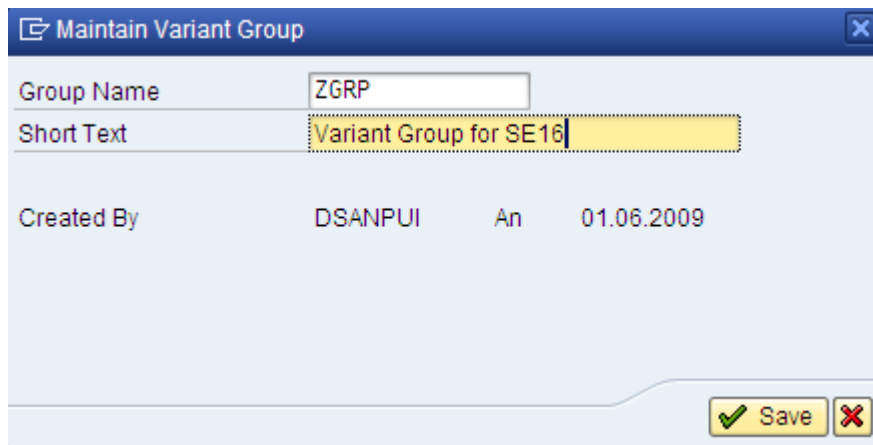 Maintain Variant Group
Group Name ZGRP
Short Text Variant Group for SE16
Created By DSANPUI An 01.06.2009
Save